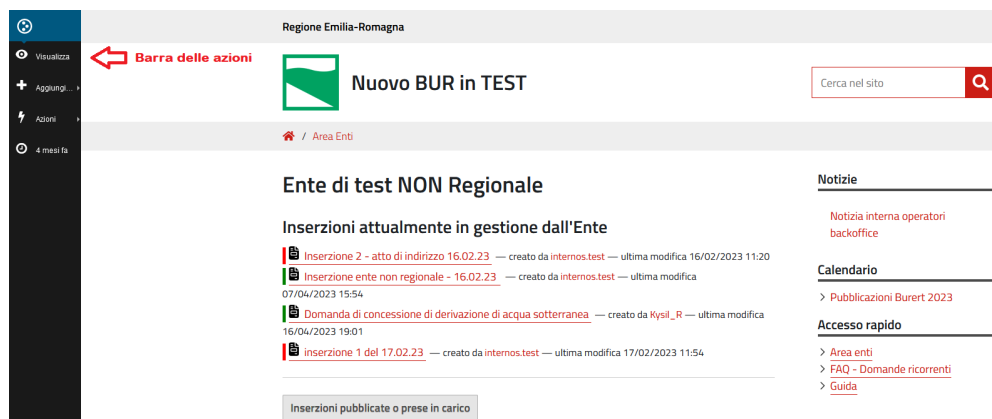 Visualizza
Aggiungi...
Azioni
4 mesi fa
Barra delle azioni
Regione Emilia-Romagna
Nuovo BUR in TEST
Cerca nel sito
/ Area Enti
Ente di test NON Regionale
Inserzioni attualmente in gestione dall'Ente
Inserzione 2 - atto di indirizzo 16.02.23 — creato da internos.test — ultima modifica 16/02/2023 11:20
Inserzione ente non regionale - 16.02.23 — creato da internos.test — ultima modifica
07/04/2023 15:54
Domanda di concessione di derivazione di acqua sotterranea — creato da Kysil_R — ultima modifica
16/04/2023 19:01
inserzione 1 del 17.02.23 — creato da internos.test — ultima modifica 17/02/2023 11:54
Inserzioni pubblicate o prese in carico
Notizie
Notizia interna operatori
backoffice
Calendario
Pubblicazioni Burert 2023
Accesso rapido
Area enti
FAQ - Domande ricorrenti
Guida